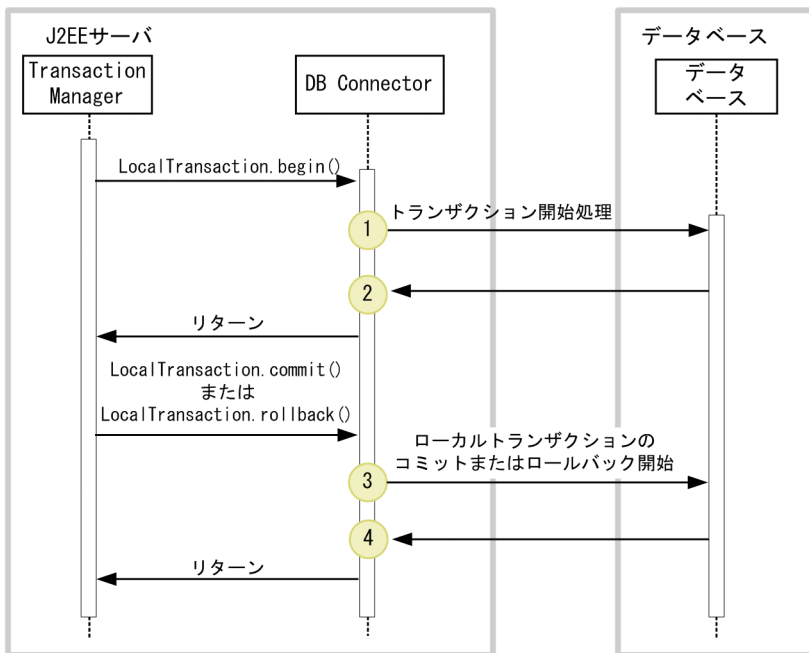 J2EEサーバ
データベース
Transaction
Manager
DB Connector
データ
ベース
LocalTransaction.begin()
トランザクション開始処理
1
2
リターン
LocalTransaction.commit()
または
LocalTransaction.rollback()
ローカルトランザクションの
コミットまたはロールバック開始
3
4
リターン